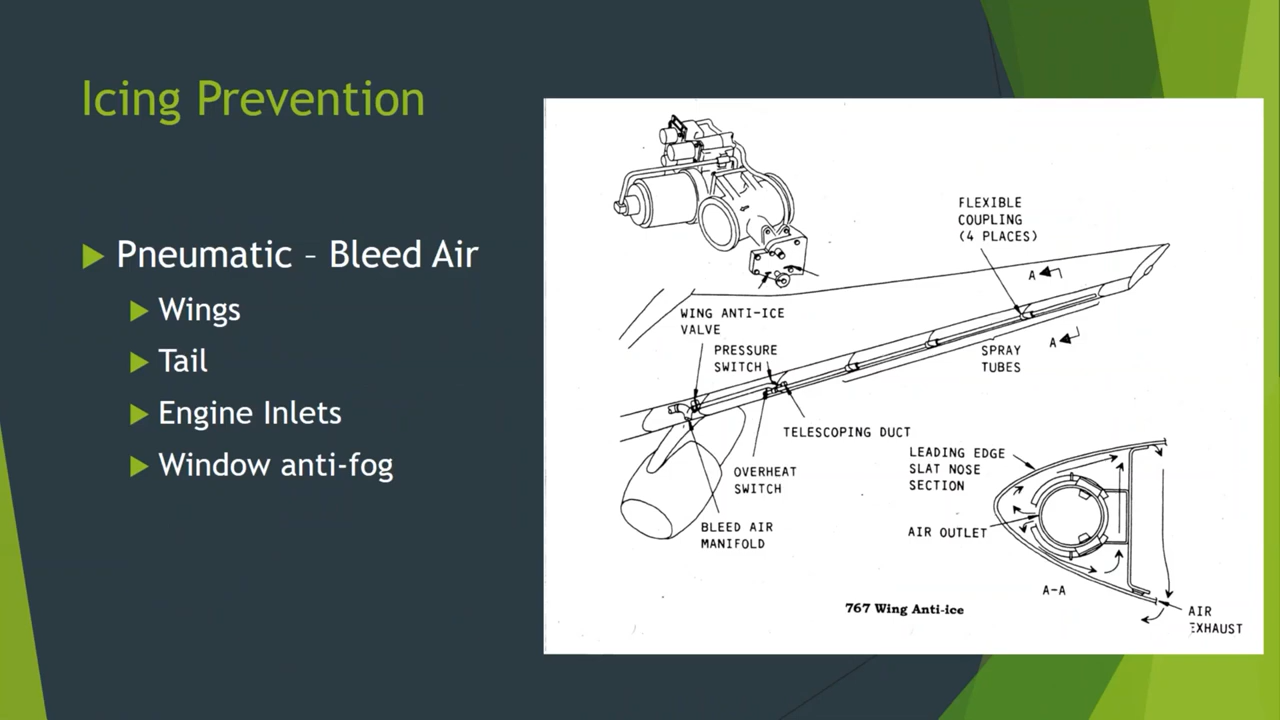 Icing Prevention
Pneumatic – Bleed Air
Wings
Tail
Engine Inlets
Window anti-fog
FLEXIBLE
COUPLING
(4 PLACES)
A
WING ANTI-ICE
VALVE
PRESSURE
SWITCH
A
SPRAY
TUBES
TELESCOPING DUCT
OVERHEAT
SWITCH
BLEED AIR
MANIFOLD
LEADING EDGE
SLAT NOSE
SECTION
AIR OUTLET
A-A
767 Wing Anti-ice
AIR
EXHAUST